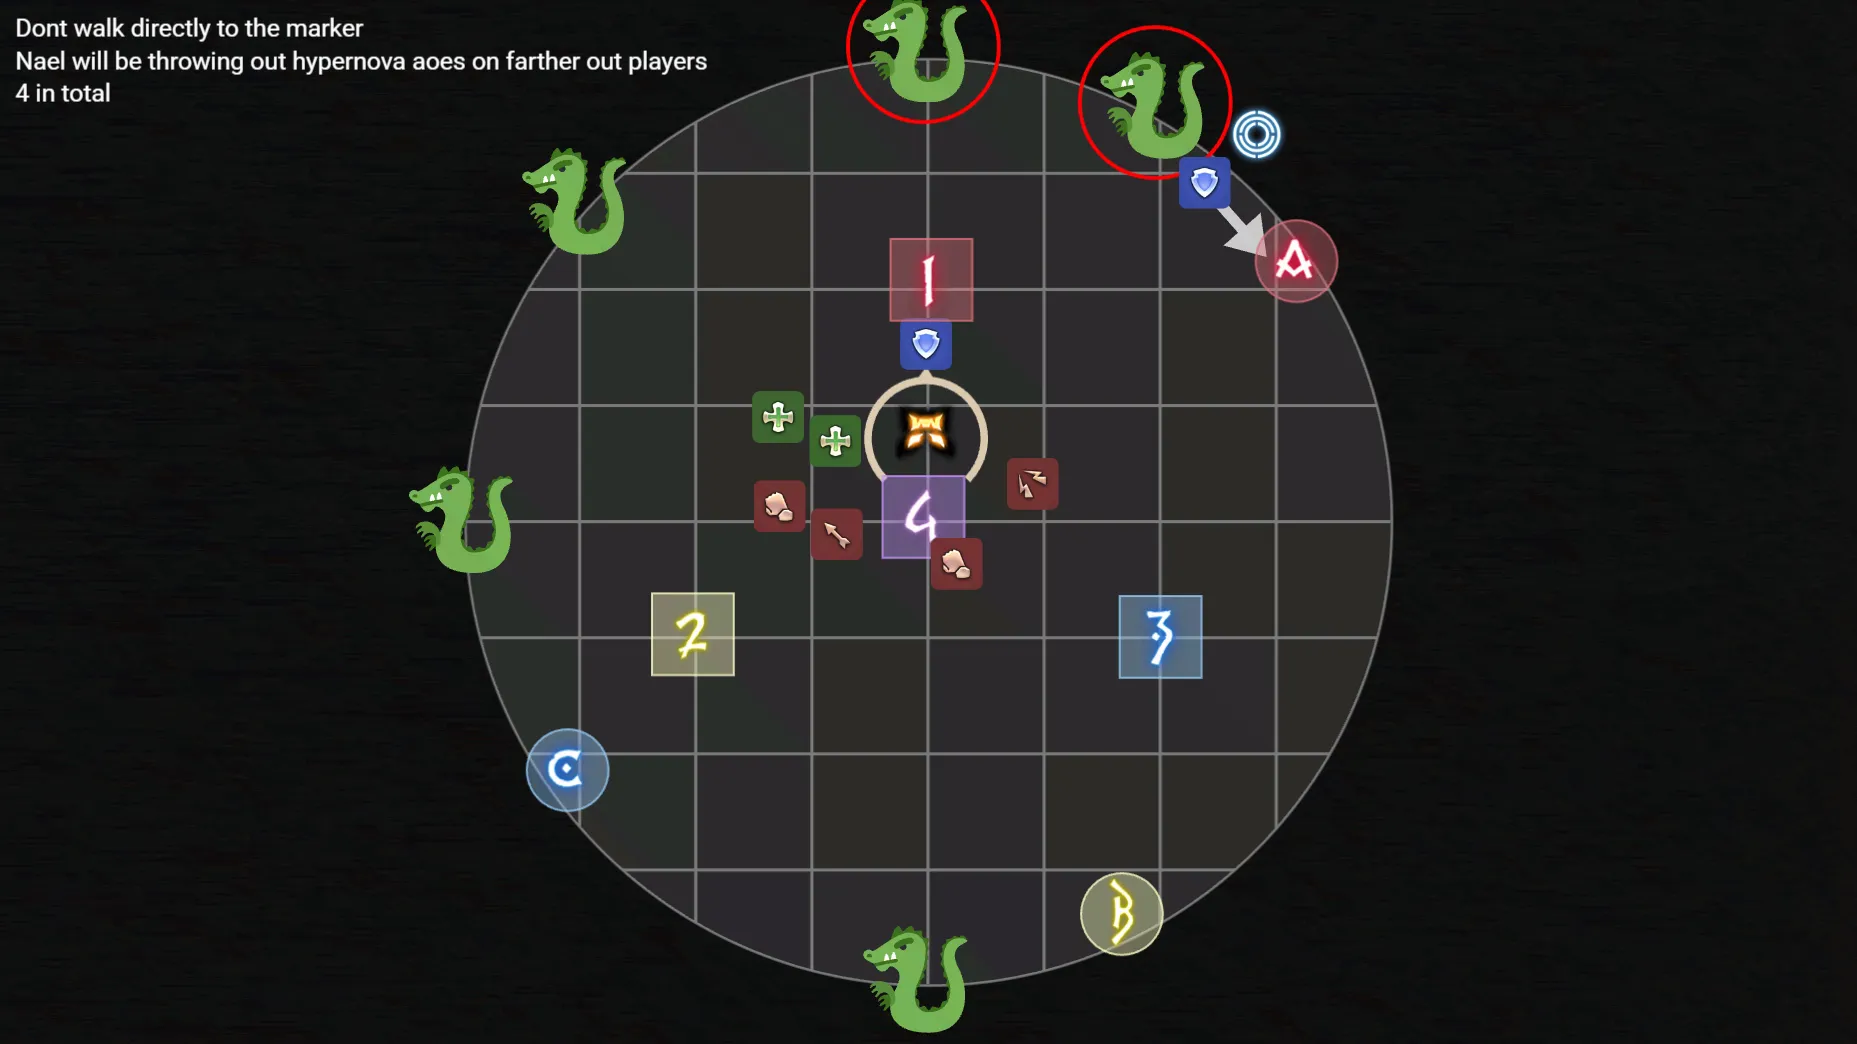 Dont walk directly to the marker
Nael will be throwing out hypernova aoes on farther out players
4 in total
1
A
4
2
3
C
B